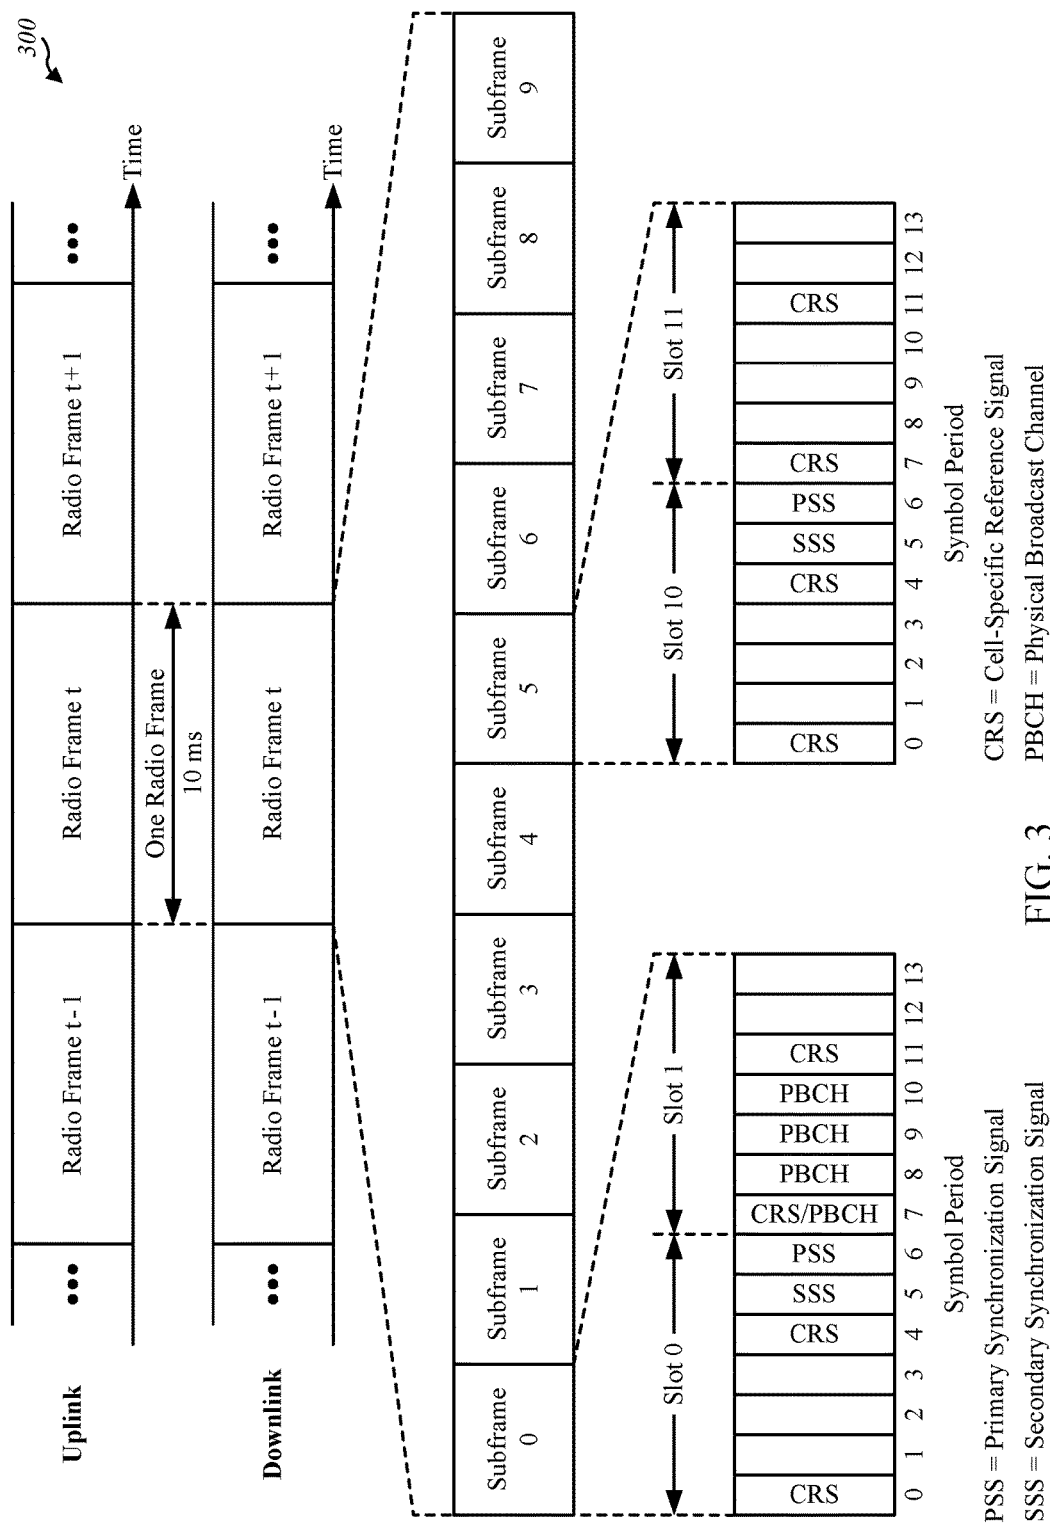 300
Uplink
Radio Frame t-1
Radio Frame t
Radio Frame t+1
Time
One Radio Frame
10 ms
Downlink
Radio Frame t-1
Radio Frame t
Radio Frame t+1
Time
Subframe 0
Subframe 1
Subframe 2
Subframe 3
Subframe 4
Subframe 5
Subframe 6
Subframe 7
Subframe 8
Subframe 9
Slot 0
Slot 1
CRS
CRS
SSS
PSS
CRS/PBCH
PBCH
PBCH
PBCH
CRS
0 1 2 3 4 5 6 7 8 9 10 11 12 13
Symbol Period
Slot 10
Slot 11
CRS
CRS
SSS
PSS
CRS
CRS
0 1 2 3 4 5 6 7 8 9 10 11 12 13
Symbol Period
PSS = Primary Synchronization Signal
SSS = Secondary Synchronization Signal
CRS = Cell-Specific Reference Signal
PBCH = Physical Broadcast Channel
FIG. 3